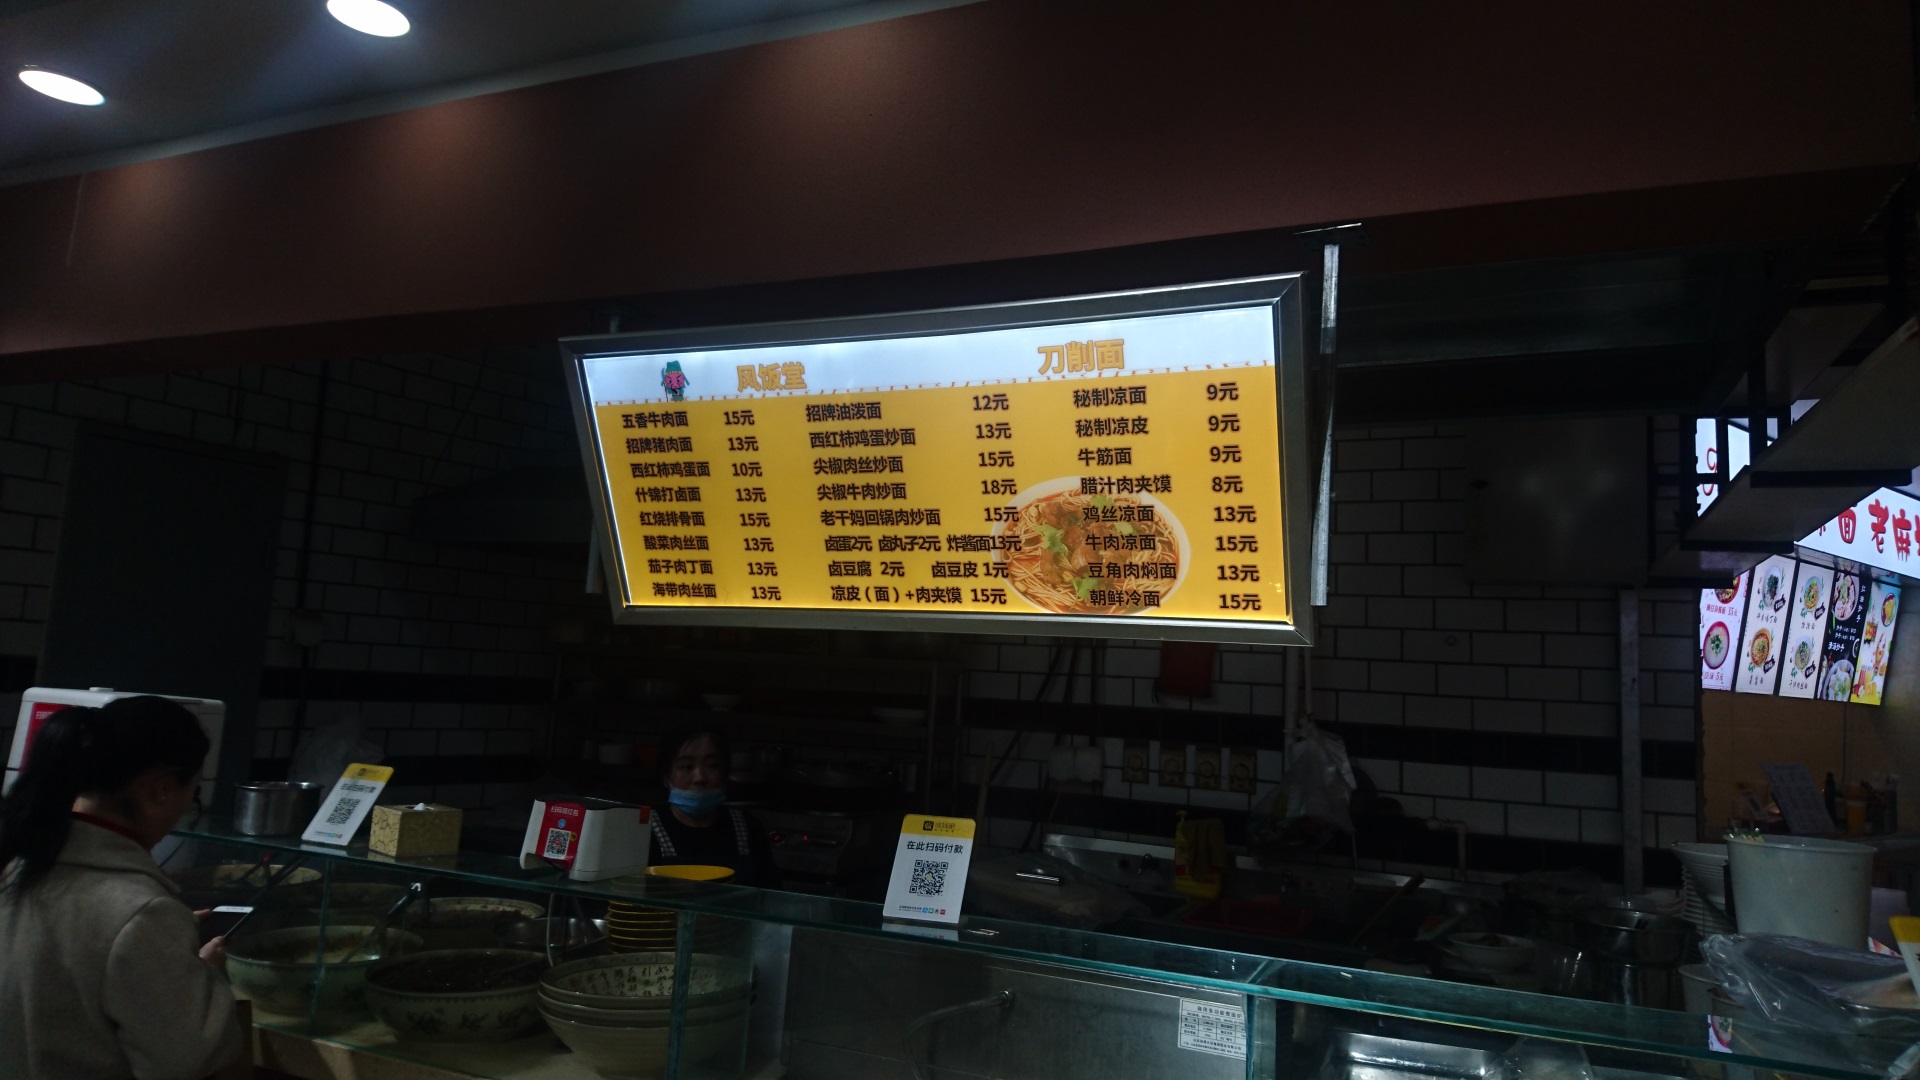 风饭堂
刀削面
五香牛肉面 15元
招牌猪肉面 13元
西红柿鸡蛋面 10元
什锦打卤面 13元
红烧排骨面 15元
酸菜肉丝面 13元
茄子肉丁面 13元
海带肉丝面 13元
招牌油泼面 12元
西红柿鸡蛋炒面 13元
尖椒肉丝炒面 15元
尖椒牛肉炒面 18元
老干妈回锅肉炒面 15元
卤蛋2元 卤丸子2元 炸酱面13元
卤豆腐 2元 卤豆皮 1元
凉皮（面）+肉夹馍 15元
秘制凉面 9元
秘制凉皮 9元
牛筋面 9元
腊汁肉夹馍 8元
鸡丝凉面 13元
牛肉凉面 15元
豆角肉焖面 13元
朝鲜冷面 15元
面 老麻
在此扫码付款